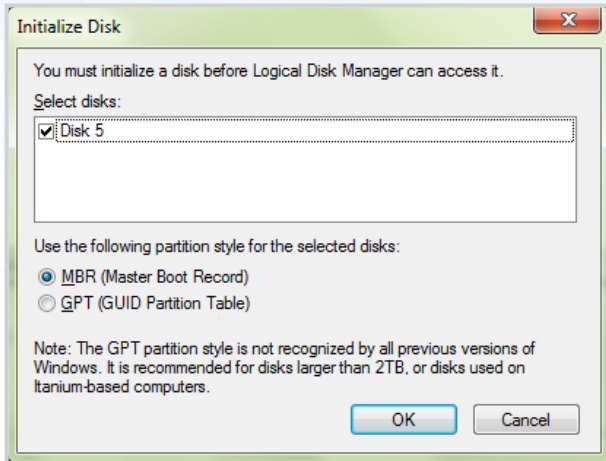 Initialize Disk
You must initialize a disk before Logical Disk Manager can access it.
Select disks:
Disk 5
Use the following partition style for the selected disks:
MBR (Master Boot Record)
GPT (GUID Partition Table)
Note: The GPT partition style is not recognized by all previous versions of
Windows. It is recommended for disks larger than 2TB, or disks used on
Itanium-based computers.
OK Cancel